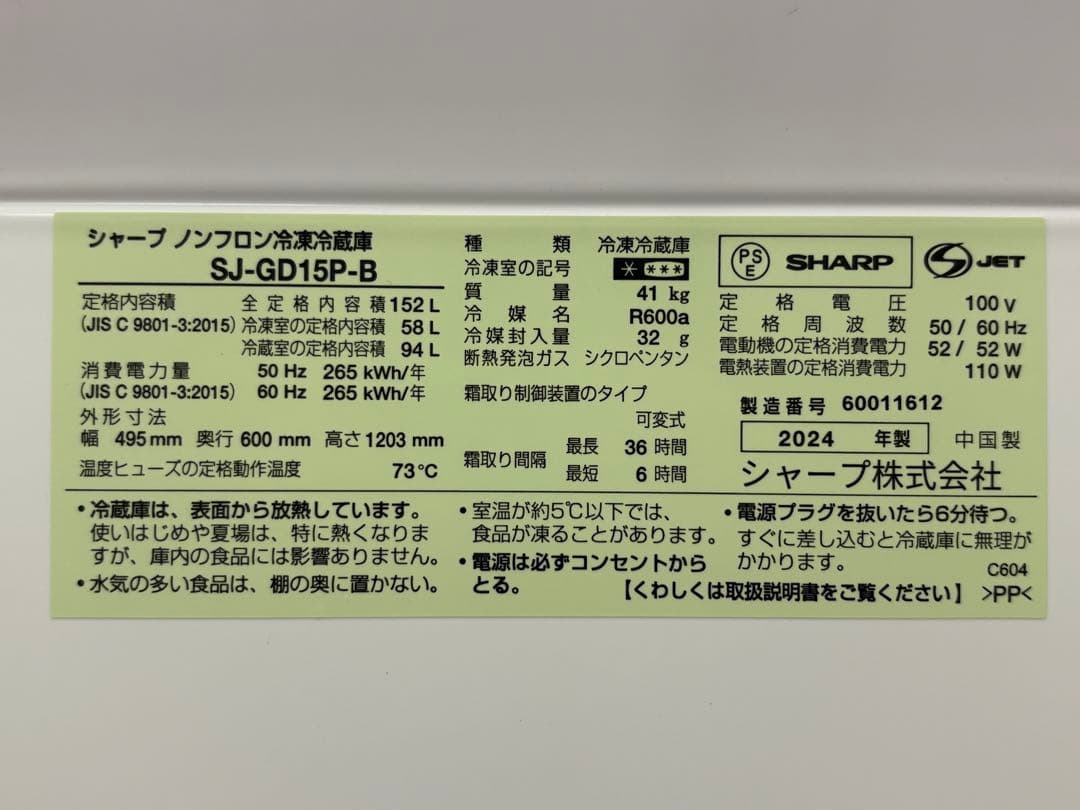 シャープ ノンフロン冷凍冷蔵庫
SJ-GD15P-B
定格内容積 全定格内容積 152 L
(JIS C 9801-3:2015) 冷凍室の定格内容積 58 L
冷蔵室の定格内容積 94 L
消費電力量 50 Hz 265 kWh/年
(JIS C 9801-3:2015) 60 Hz 265 kWh/年
外形寸法
幅 495 mm 奥行 600 mm 高さ 1203 mm
温度ヒューズの定格動作温度 73℃
種類 冷凍冷蔵庫
冷凍室の記号 * ***
質量 41 kg
冷媒名 R600a
冷媒封入量 32 g
断熱発泡ガス シクロペンタン
霜取り制御装置のタイプ
可変式
霜取り間隔 最長 36 時間
最短 6 時間
PSE SHARP S JET
定格電圧 100 V
定格周波数 50 / 60 Hz
電動機の定格消費電力 52 / 52 W
電熱装置の定格消費電力 110 W
製造番号 60011612
2024 年製 中国製
シャープ株式会社
・冷蔵庫は、表面から放熱しています。
使いはじめや夏場は、特に熱くなりま
すが、庫内の食品には影響ありません。
・水気の多い食品は、棚の奥に置かない。
・室温が約5℃以下では、
食品が凍ることがあります。
・電源は必ずコンセントから
とる。
・電源プラグを抜いたら6分待つ。
すぐに差し込むと冷蔵庫に無理が
かかります。
C604
【くわしくは取扱説明書をご覧ください】 >PP<